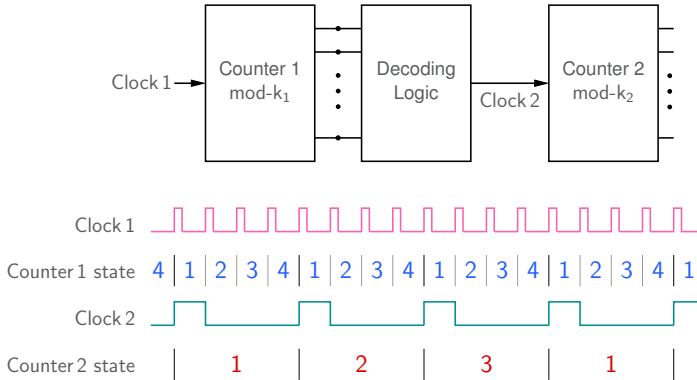 Counter 1
mod-k₁
Decoding
Logic
Counter 2
mod-k₂
Clock 1
Clock 2
Clock 1
Counter 1 state 4 1 2 3 4 1 2 3 4 1 2 3 4 1 2 3 4 1
Clock 2
Counter 2 state 1 2 3 1